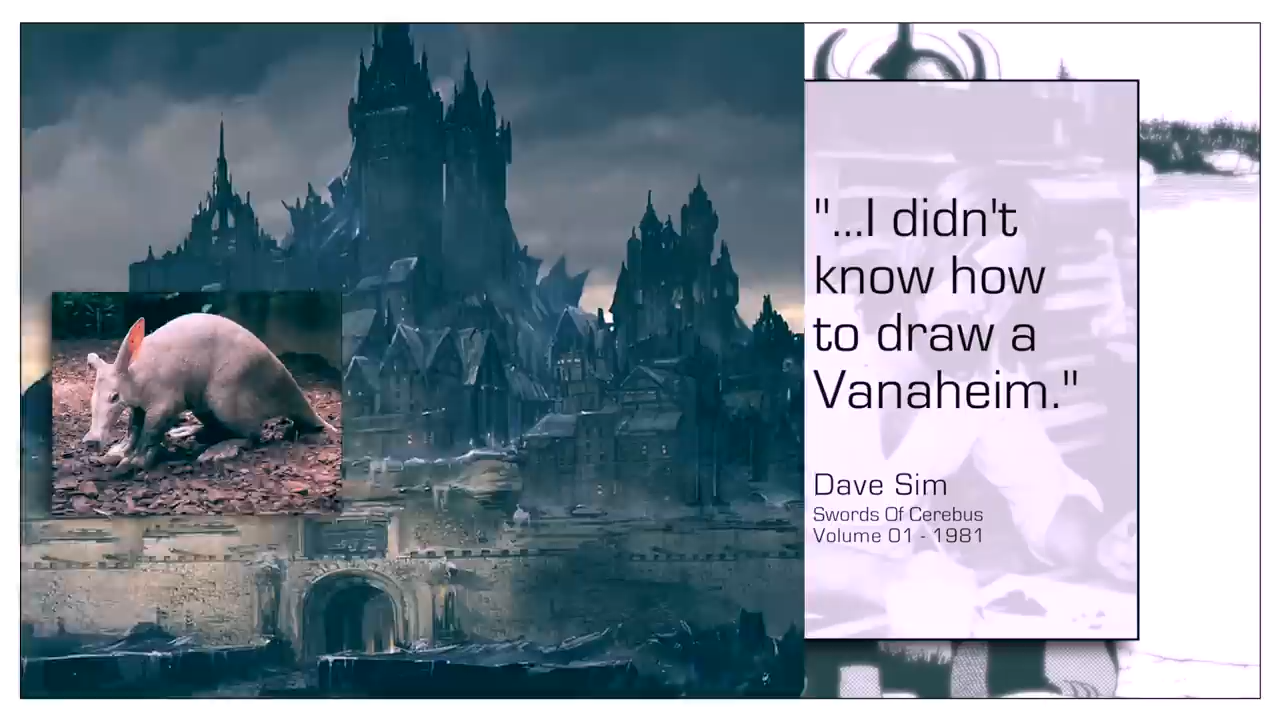 "...I didn't
know how
to draw a
Vanaheim."
Dave Sim
Swords Of Cerebus
Volume 01 - 1981